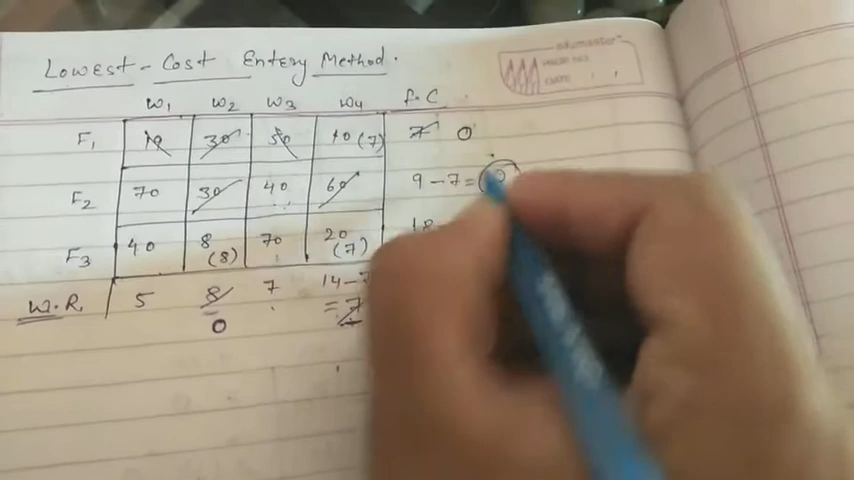 Lowest-Cost Entery Method.
W1 W2 W3 W4 f.C
F1 10 30 50 10 (7) 7 0
F2 70 30 40 60 9-7=2
F3 40 8 (8) 70 20 (7) 18
W.R. 5 8 7 14-7
0 =7